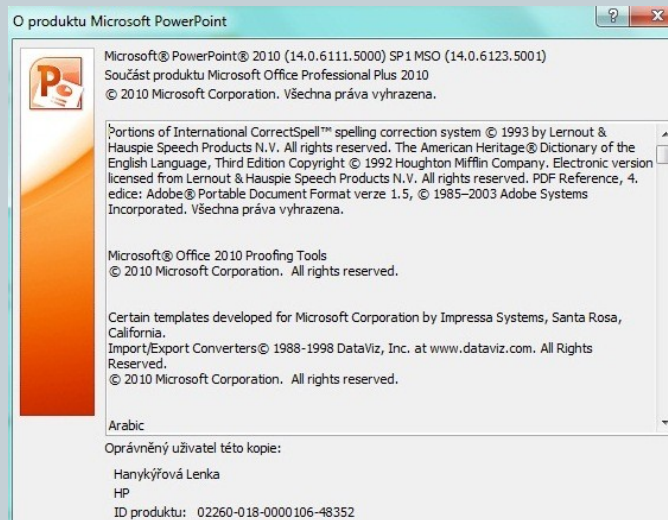 O produktu Microsoft PowerPoint
Microsoft® PowerPoint® 2010 (14.0.6111.5000) SP1 MSO (14.0.6123.5001)
Součást produktu Microsoft Office Professional Plus 2010
© 2010 Microsoft Corporation. Všechna práva vyhrazena.
Portions of International CorrectSpell™ spelling correction system © 1993 by Lernout &
Hauspie Speech Products N.V. All rights reserved. The American Heritage® Dictionary of the
English Language, Third Edition Copyright © 1992 Houghton Mifflin Company. Electronic version
licensed from Lernout & Hauspie Speech Products N.V. All rights reserved. PDF Reference, 4.
edice: Adobe® Portable Document Format verze 1.5, © 1985–2003 Adobe Systems
Incorporated. Všechna práva vyhrazena.
Microsoft® Office 2010 Proofing Tools
© 2010 Microsoft Corporation. All rights reserved.
Certain templates developed for Microsoft Corporation by Impressa Systems, Santa Rosa,
California.
Import/Export Converters© 1988-1998 DataViz, Inc. at www.dataviz.com. All Rights
Reserved.
© 2010 Microsoft Corporation. All rights reserved.
Arabic
Oprávněný uživatel této kopie:
Hanykýřová Lenka
HP
ID produktu: 02260-018-0000106-48352